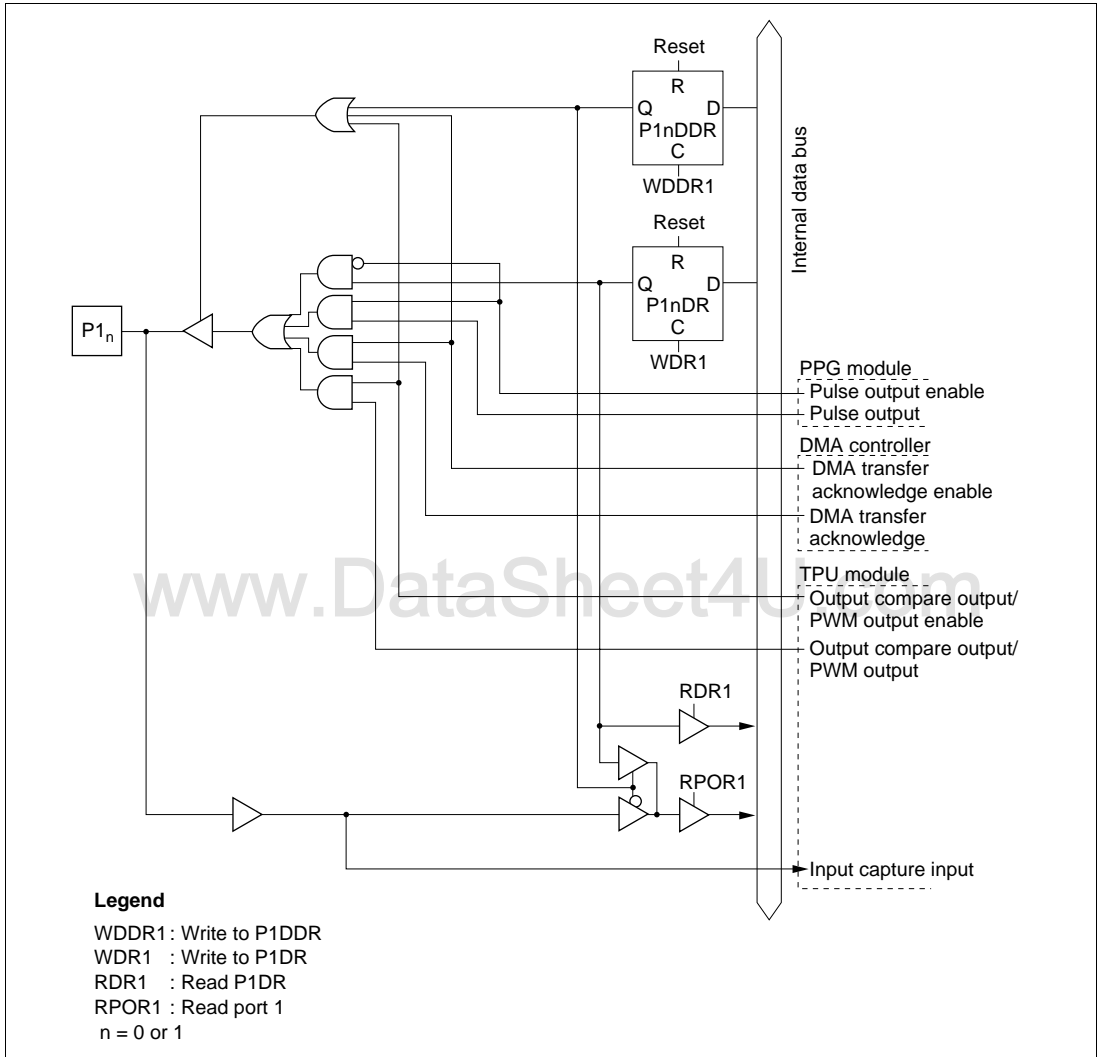 Reset
R
Q D
P1nDDR
C
WDDR1
Reset
R
Q D
P1nDR
C
WDR1
Internal data bus
P1n
PPG module
Pulse output enable
Pulse output
DMA controller
DMA transfer
acknowledge enable
DMA transfer
acknowledge
www.DataSheet4U.com
TPU module
Output compare output/
PWM output enable
Output compare output/
PWM output
RDR1
RPOR1
Input capture input
Legend
WDDR1 : Write to P1DDR
WDR1 : Write to P1DR
RDR1 : Read P1DR
RPOR1 : Read port 1
n = 0 or 1